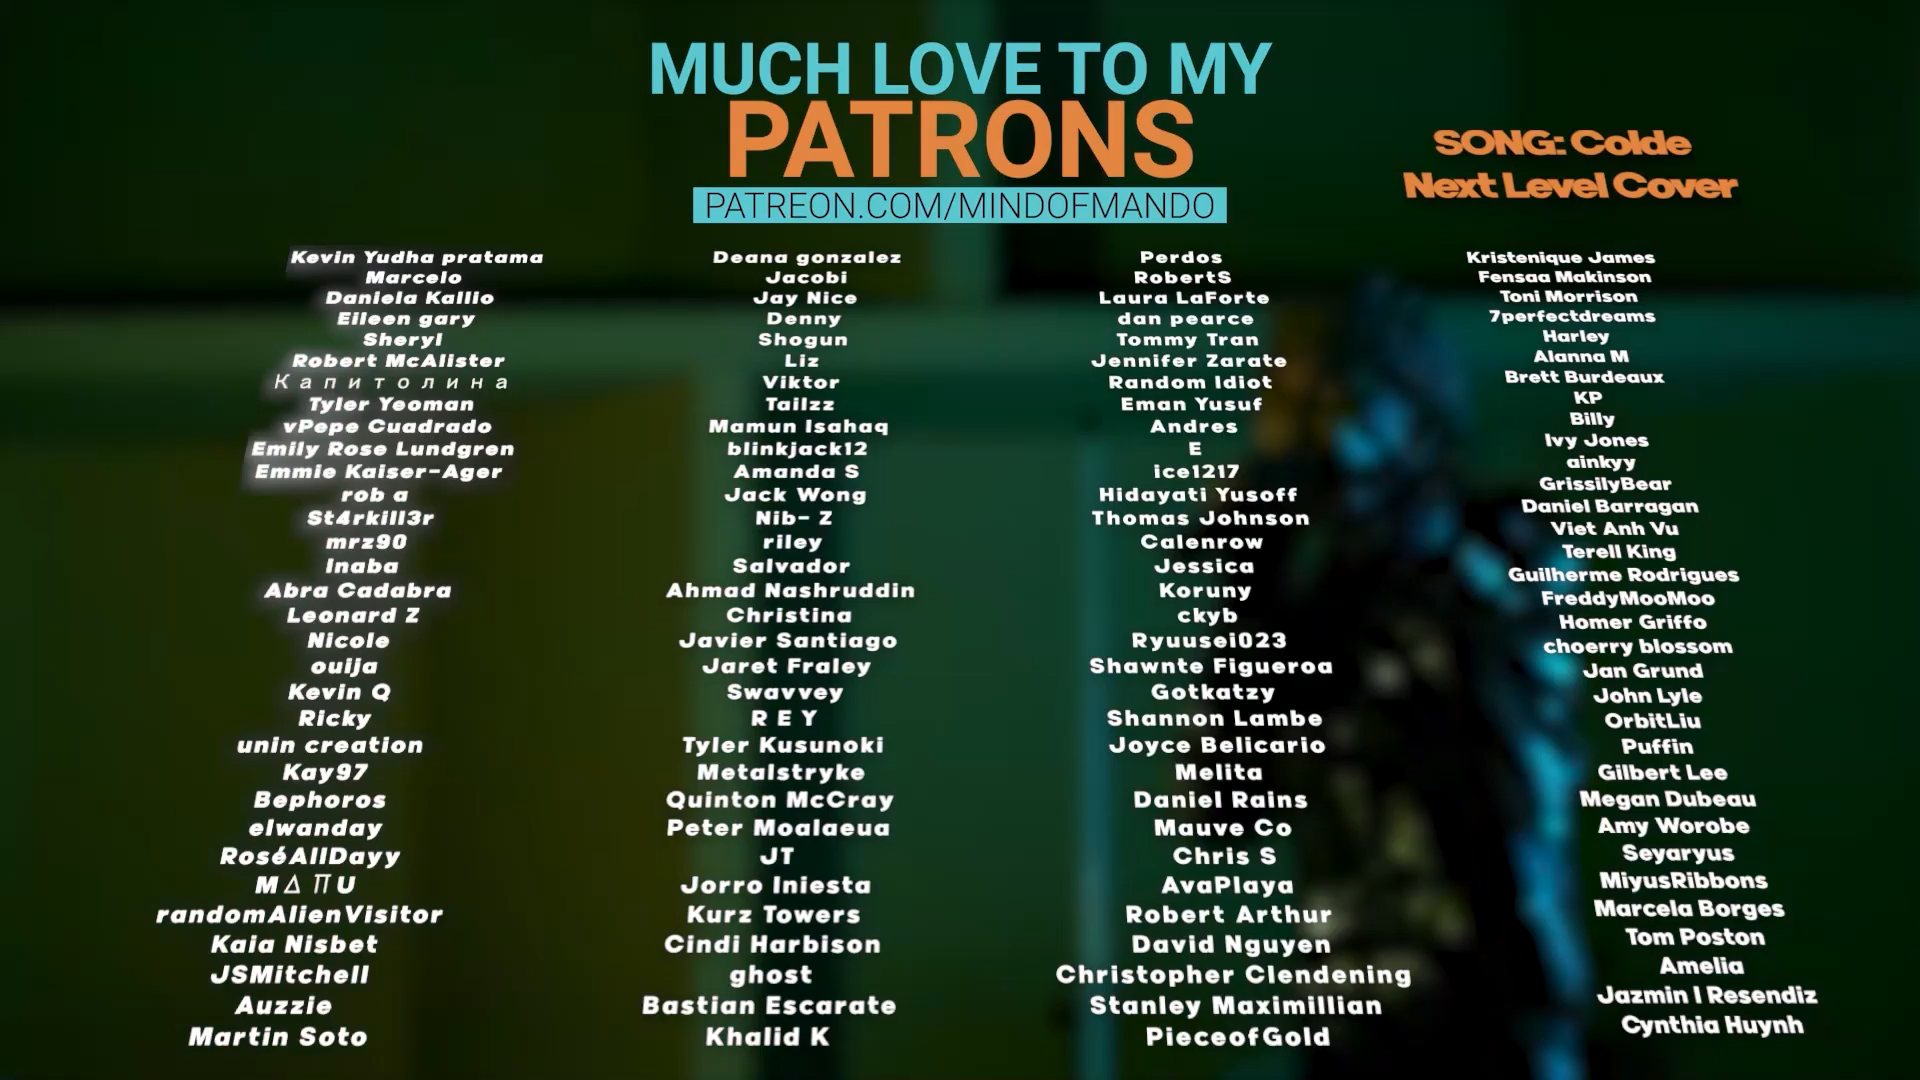 MUCH LOVE TO MY
PATRONS
PATREON.COM/MINDOFMANDO
SONG: Colde
Next Level Cover
Kevin Yudha pratama
Marcelo
Daniela Kallio
Eileen gary
Sheryl
Robert McAlister
Капитолина
Tyler Yeoman
vPepe Cuadrado
Emily Rose Lundgren
Emmie Kaiser-Ager
rob a
St4rkill3r
mrz90
Inaba
Abra Cadabra
Leonard Z
Nicole
ouija
Kevin Q
Ricky
unin creation
Kay97
Bephoros
elwanday
RoséAllDayy
M Δ ΠU
randomAlienVisitor
Kaia Nisbet
JSMitchell
Auzzie
Martin Soto
Deana gonzalez
Jacobi
Jay Nice
Denny
Shogun
Liz
Viktor
Tailzz
Mamun Isahaq
blinkjack12
Amanda S
Jack Wong
Nib- Z
riley
Salvador
Ahmad Nashruddin
Christina
Javier Santiago
Jaret Fraley
Swavvey
R E Y
Tyler Kusunoki
Metalstryke
Quinton McCray
Peter Moalaeua
JT
Jorro Iniesta
Kurz Towers
Cindi Harbison
ghost
Bastian Escarate
Khalid K
Perdos
RobertS
Laura LaForte
dan pearce
Tommy Tran
Jennifer Zarate
Random Idiot
Eman Yusuf
Andres
E
ice1217
Hidayati Yusoff
Thomas Johnson
Calenrow
Jessica
Koruny
ckyb
Ryuusei023
Shawnte Figueroa
Gotkatzy
Shannon Lambe
Joyce Belicario
Melita
Daniel Rains
Mauve Co
Chris S
AvaPlaya
Robert Arthur
David Nguyen
Christopher Clendening
Stanley Maximillian
PieceofGold
Kristenique James
Fensaa Makinson
Toni Morrison
7perfectdreams
Harley
Alanna M
Brett Burdeaux
KP
Billy
Ivy Jones
ainkyy
GrissilyBear
Daniel Barragan
Viet Anh Vu
Terell King
Guilherme Rodrigues
FreddyMooMoo
Homer Griffo
choerry blossom
Jan Grund
John Lyle
OrbitLiu
Puffin
Gilbert Lee
Megan Dubeau
Amy Worobe
Seyaryus
MiyusRibbons
Marcela Borges
Tom Poston
Amelia
Jazmin I Resendiz
Cynthia Huynh